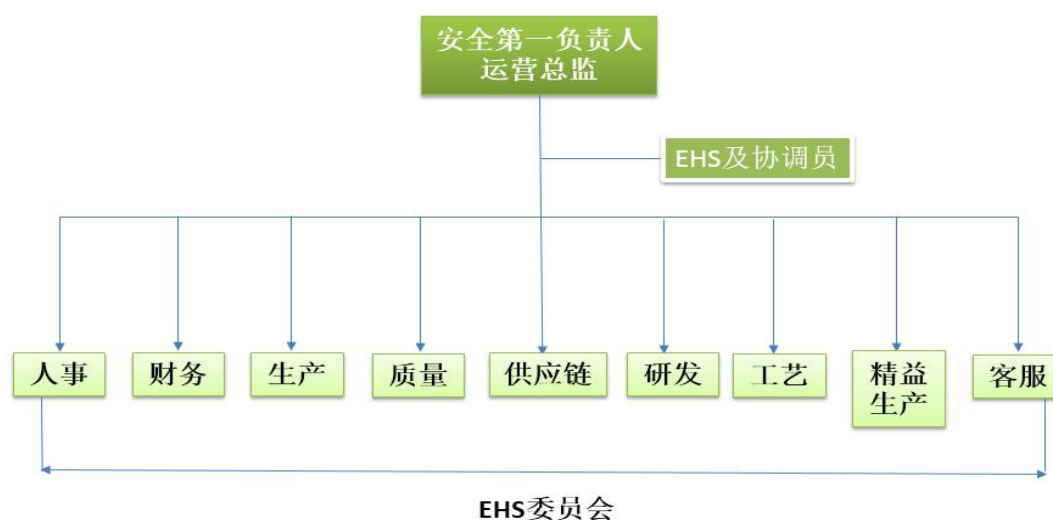 安全第一负责人
运营总监
EHS及协调员
人事
财务
生产
质量
供应链
研发
工艺
精益
生产
客服
EHS委员会